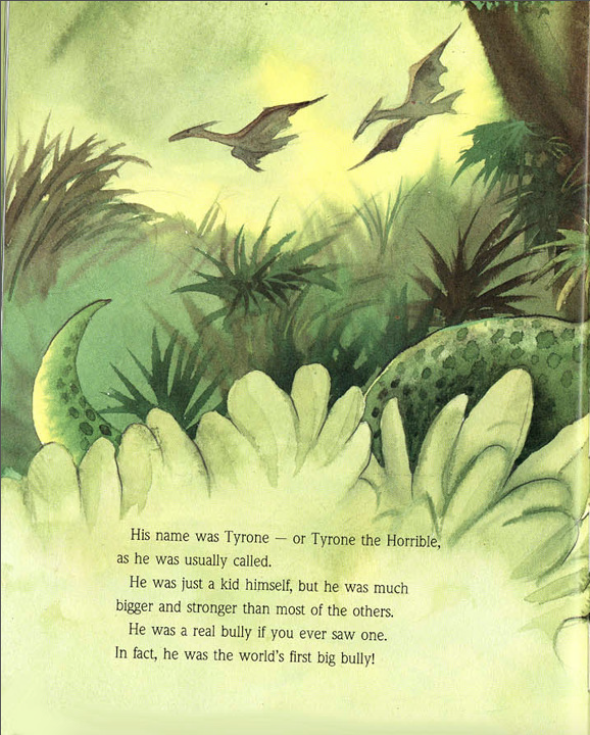 His name was Tyrone — or Tyrone the Horrible,
as he was usually called.
He was just a kid himself, but he was much
bigger and stronger than most of the others.
He was a real bully if you ever saw one.
In fact, he was the world's first big bully!